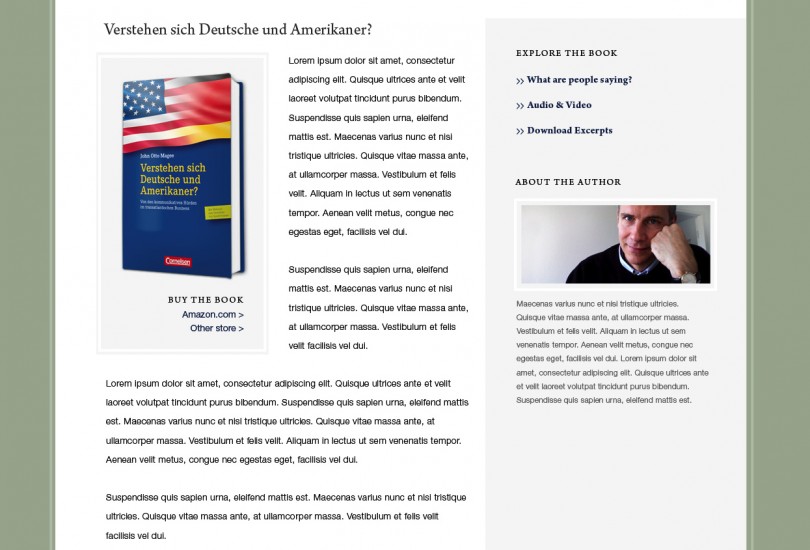 Verstehen sich Deutsche und Amerikaner?
John Otto Magee
Verstehen sich
Deutsche und
Amerikaner?
Von den kommunikativen Hürden
im transatlantischen Business
Cornelsen
BUY THE BOOK
Amazon.com >
Other store >
Lorem ipsum dolor sit amet, consectetur
adipiscing elit. Quisque ultrices ante et velit
laoreet volutpat tincidunt purus bibendum.
Suspendisse quis sapien urna, eleifend
mattis est. Maecenas varius nunc et nisi
tristique ultricies. Quisque vitae massa ante,
at ullamcorper massa. Vestibulum et felis
velit. Aliquam in lectus ut sem venenatis
tempor. Aenean velit metus, congue nec
egestas eget, facilisis vel dui.
Suspendisse quis sapien urna, eleifend
mattis est. Maecenas varius nunc et nisi
tristique ultricies. Quisque vitae massa ante,
at ullamcorper massa. Vestibulum et felis
velit facilisis vel dui.
Lorem ipsum dolor sit amet, consectetur adipiscing elit. Quisque ultrices ante et velit
laoreet volutpat tincidunt purus bibendum. Suspendisse quis sapien urna, eleifend mattis
est. Maecenas varius nunc et nisi tristique ultricies. Quisque vitae massa ante, at
ullamcorper massa. Vestibulum et felis velit. Aliquam in lectus ut sem venenatis tempor.
Aenean velit metus, congue nec egestas eget, facilisis vel dui.
Suspendisse quis sapien urna, eleifend mattis est. Maecenas varius nunc et nisi tristique
ultricies. Quisque vitae massa ante, at ullamcorper massa. Vestibulum et felis velit
facilisis vel dui.
EXPLORE THE BOOK
>> What are people saying?
>> Audio & Video
>> Download Excerpts
ABOUT THE AUTHOR
Maecenas varius nunc et nisi tristique ultricies.
Quisque vitae massa ante, at ullamcorper massa.
Vestibulum et felis velit. Aliquam in lectus ut sem
venenatis tempor. Aenean velit metus, congue nec
egestas eget, facilisis vel dui. Lorem ipsum dolor sit
amet, consectetur adipiscing elit. Quisque ultrices
ante et velit laoreet volutpat tincidunt purus bibendum.
Suspendisse quis sapien urna, eleifend mattis est.